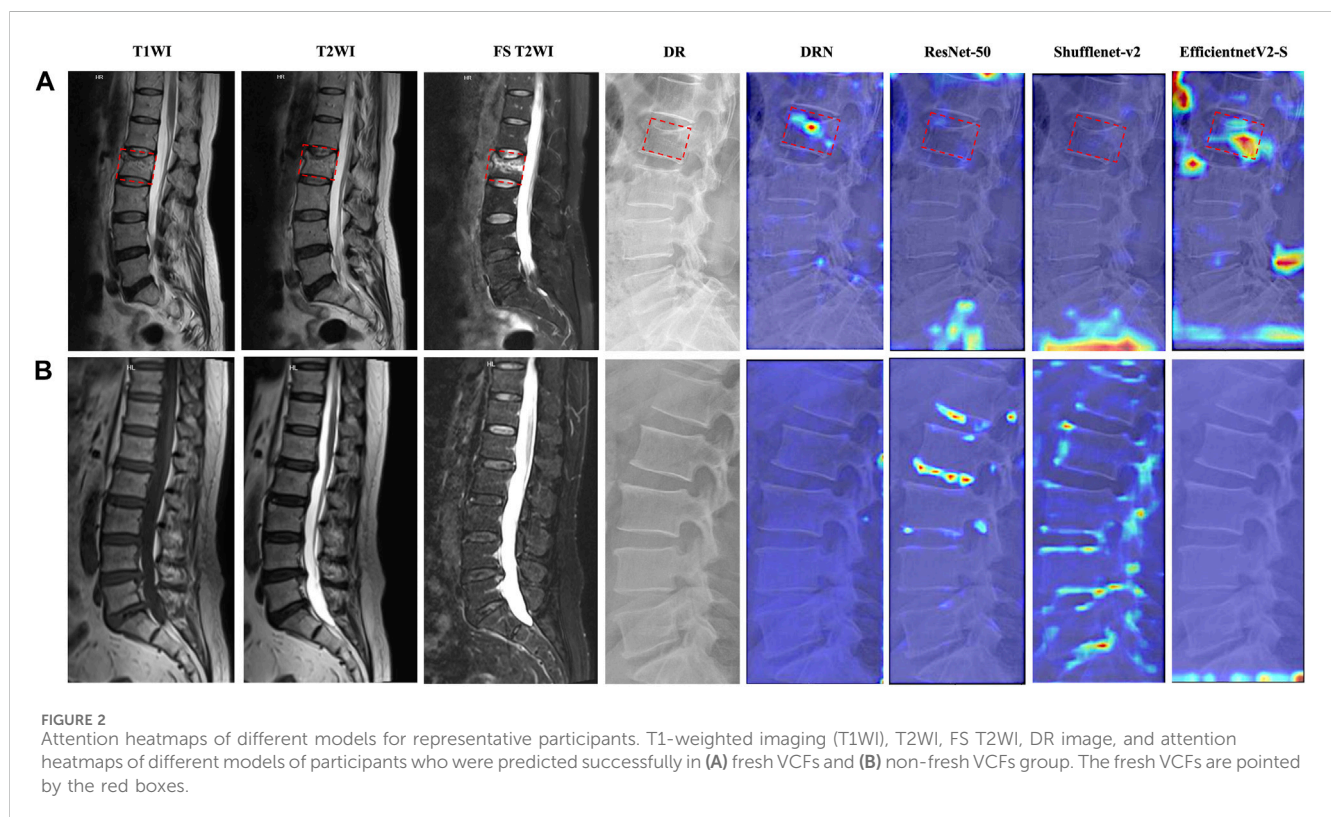 T1WI T2WI FS T2WI DR DRN ResNet-50 Shufflenet-v2 EfficientnetV2-S
A HR HR HR
B HL HL HL
FIGURE 2
Attention heatmaps of different models for representative participants. T1-weighted imaging (T1WI), T2WI, FS T2WI, DR image, and attention
heatmaps of different models of participants who were predicted successfully in (A) fresh VCFs and (B) non-fresh VCFs group. The fresh VCFs are pointed
by the red boxes.